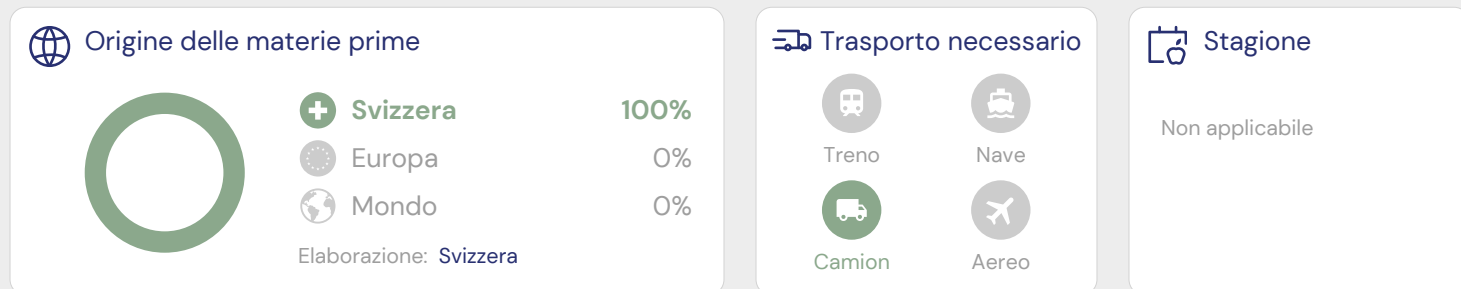 Origine delle materie prime
Svizzera 100%
Europa 0%
Mondo 0%
Elaborazione: Svizzera
Trasporto necessario
Treno Nave
Camion Aereo
Stagione
Non applicabile